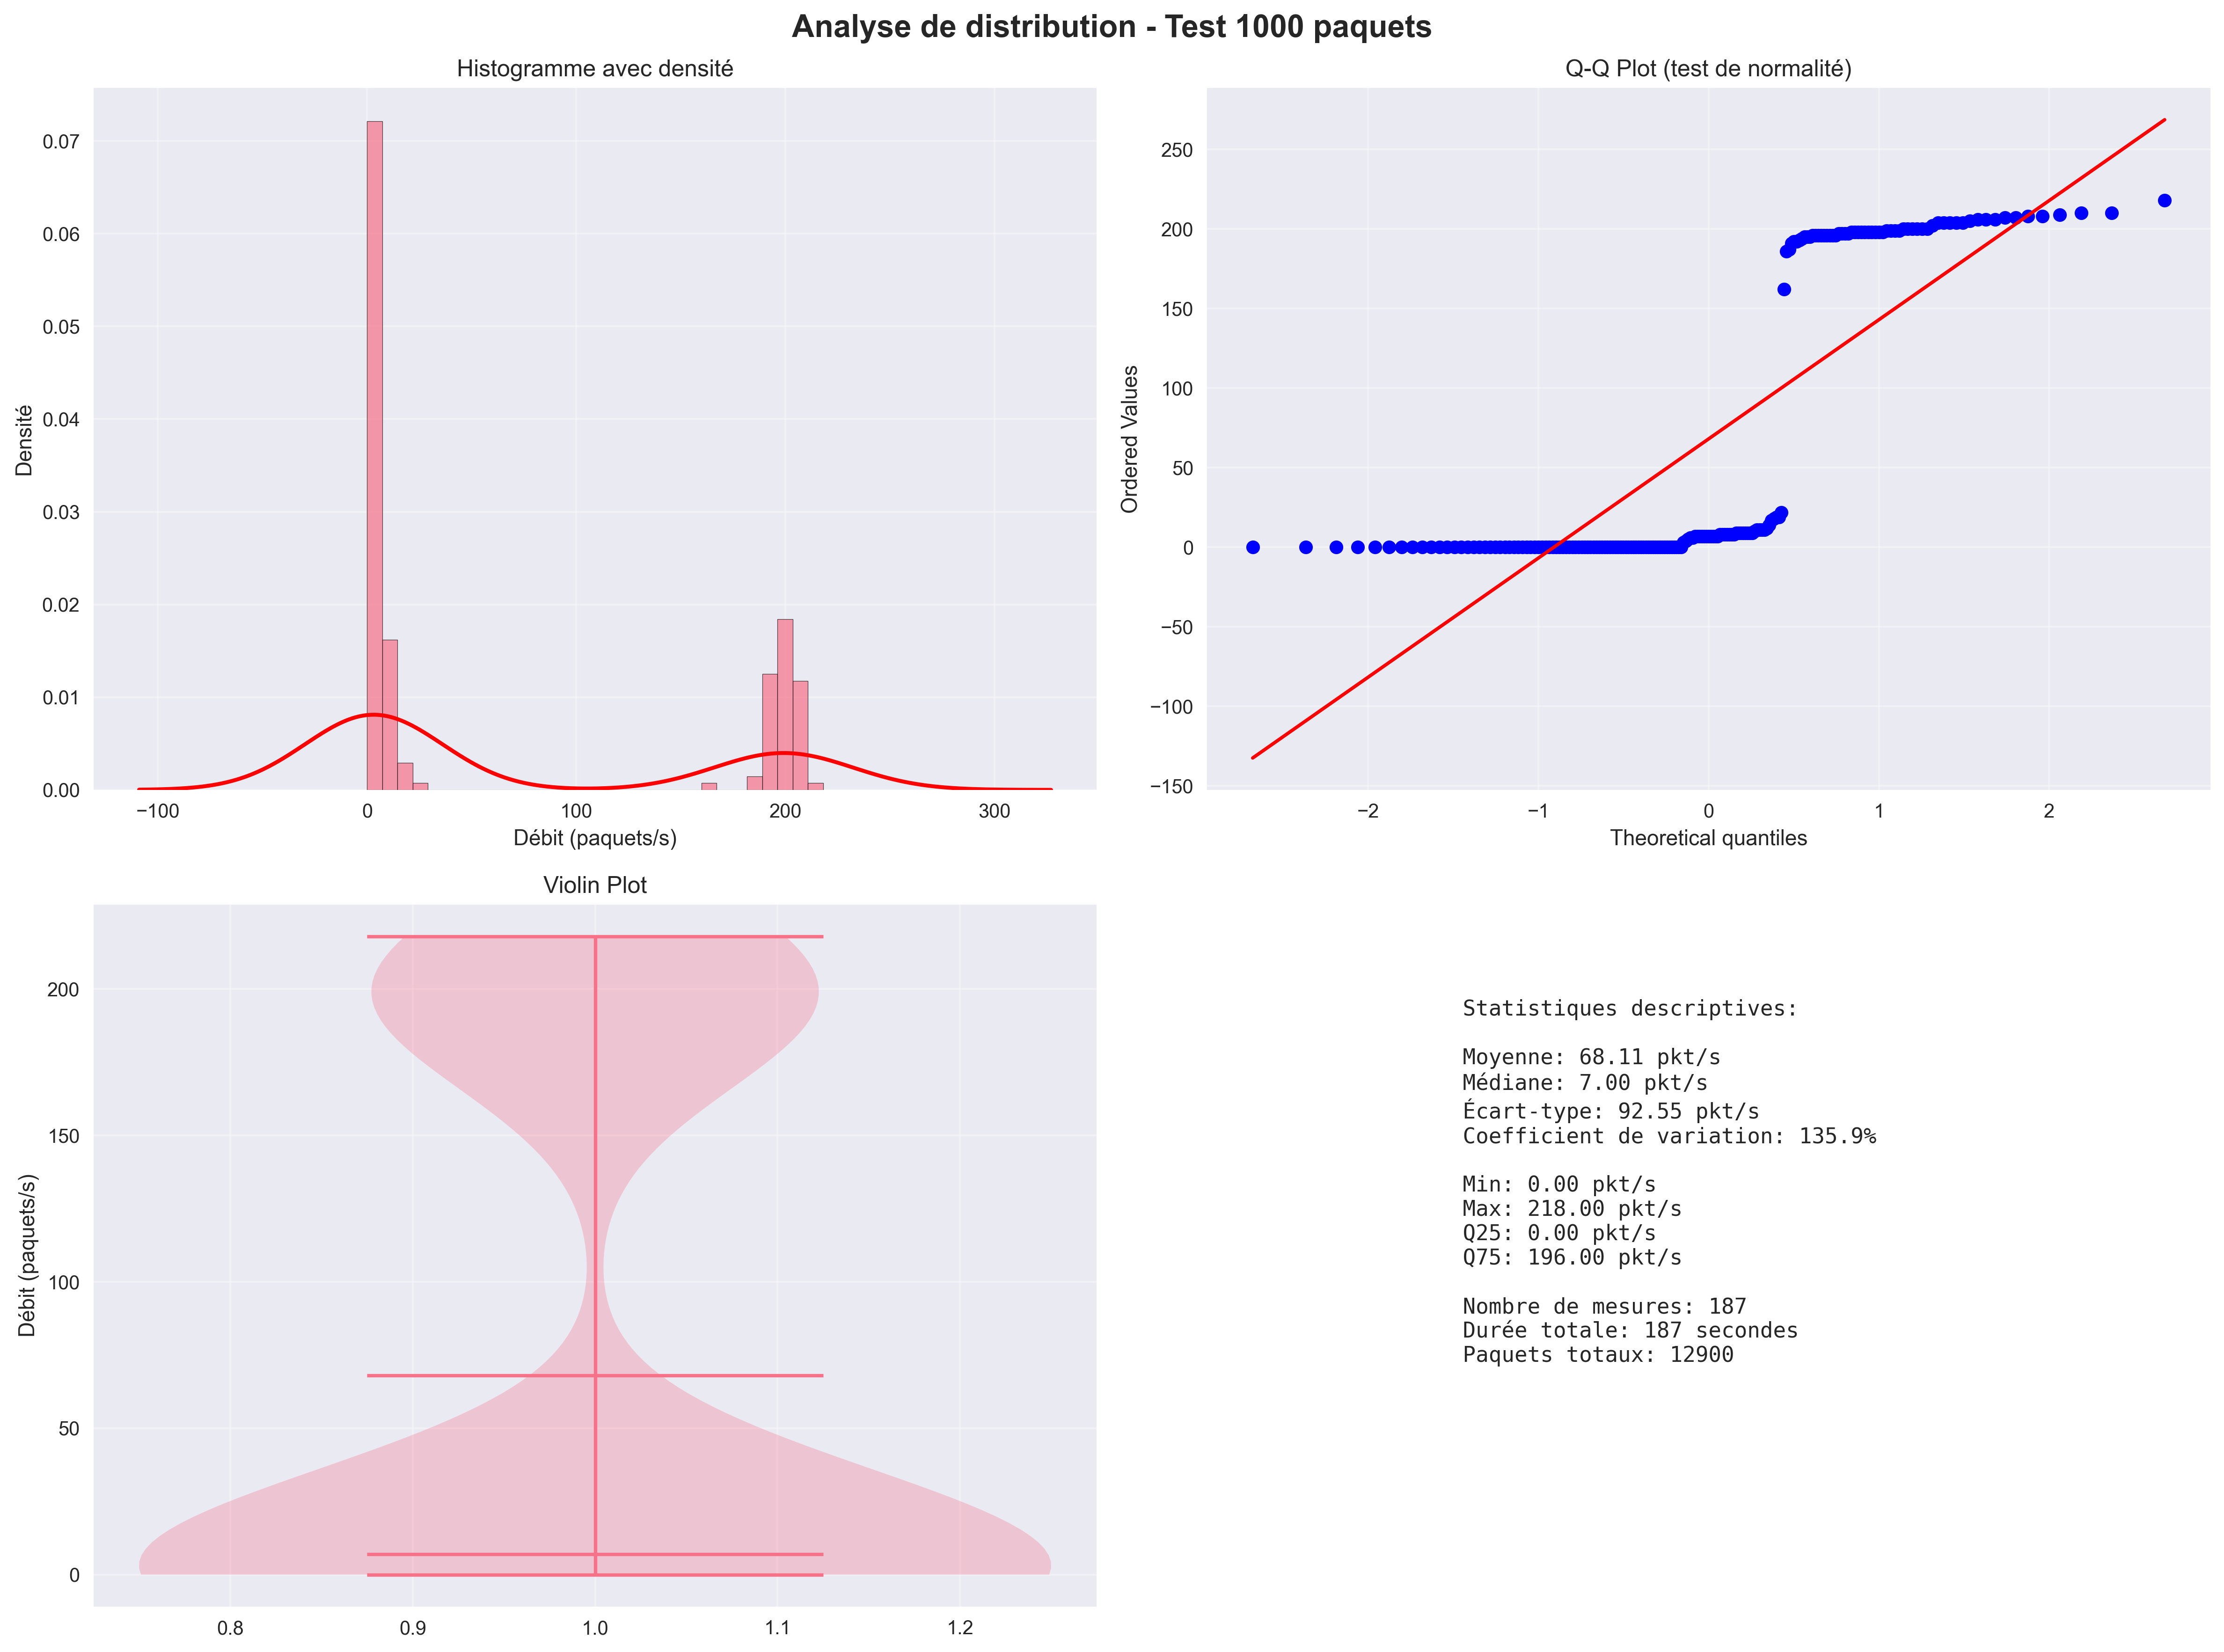 Analyse de distribution - Test 1000 paquets
Histogramme avec densité
Densité
0.07
0.06
0.05
0.04
0.03
0.02
0.01
0.00
−100
0
100
200
300
Débit (paquets/s)
Q-Q Plot (test de normalité)
Ordered Values
250
200
150
100
50
0
−50
−100
−150
−2
−1
0
1
2
Theoretical quantiles
Violin Plot
Débit (paquets/s)
200
150
100
50
0
0.8
0.9
1.0
1.1
1.2
Statistiques descriptives:
Moyenne: 68.11 pkt/s
Médiane: 7.00 pkt/s
Écart-type: 92.55 pkt/s
Coefficient de variation: 135.9%
Min: 0.00 pkt/s
Max: 218.00 pkt/s
Q25: 0.00 pkt/s
Q75: 196.00 pkt/s
Nombre de mesures: 187
Durée totale: 187 secondes
Paquets totaux: 12900